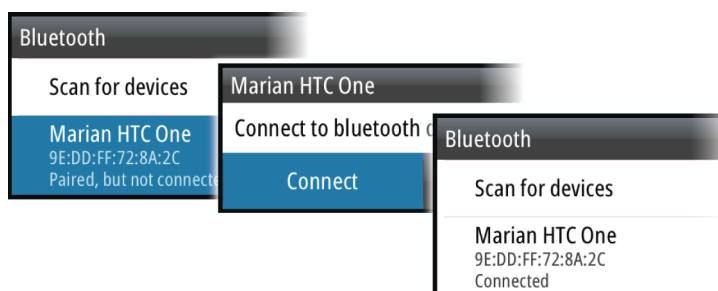 Bluetooth
Scan for devices
Marian HTC One
9E:DD:FF:72:8A:2C
Paired, but not connecte
Marian HTC One
Connect to bluetooth
Connect
Bluetooth
Scan for devices
Marian HTC One
9E:DD:FF:72:8A:2C
Connected